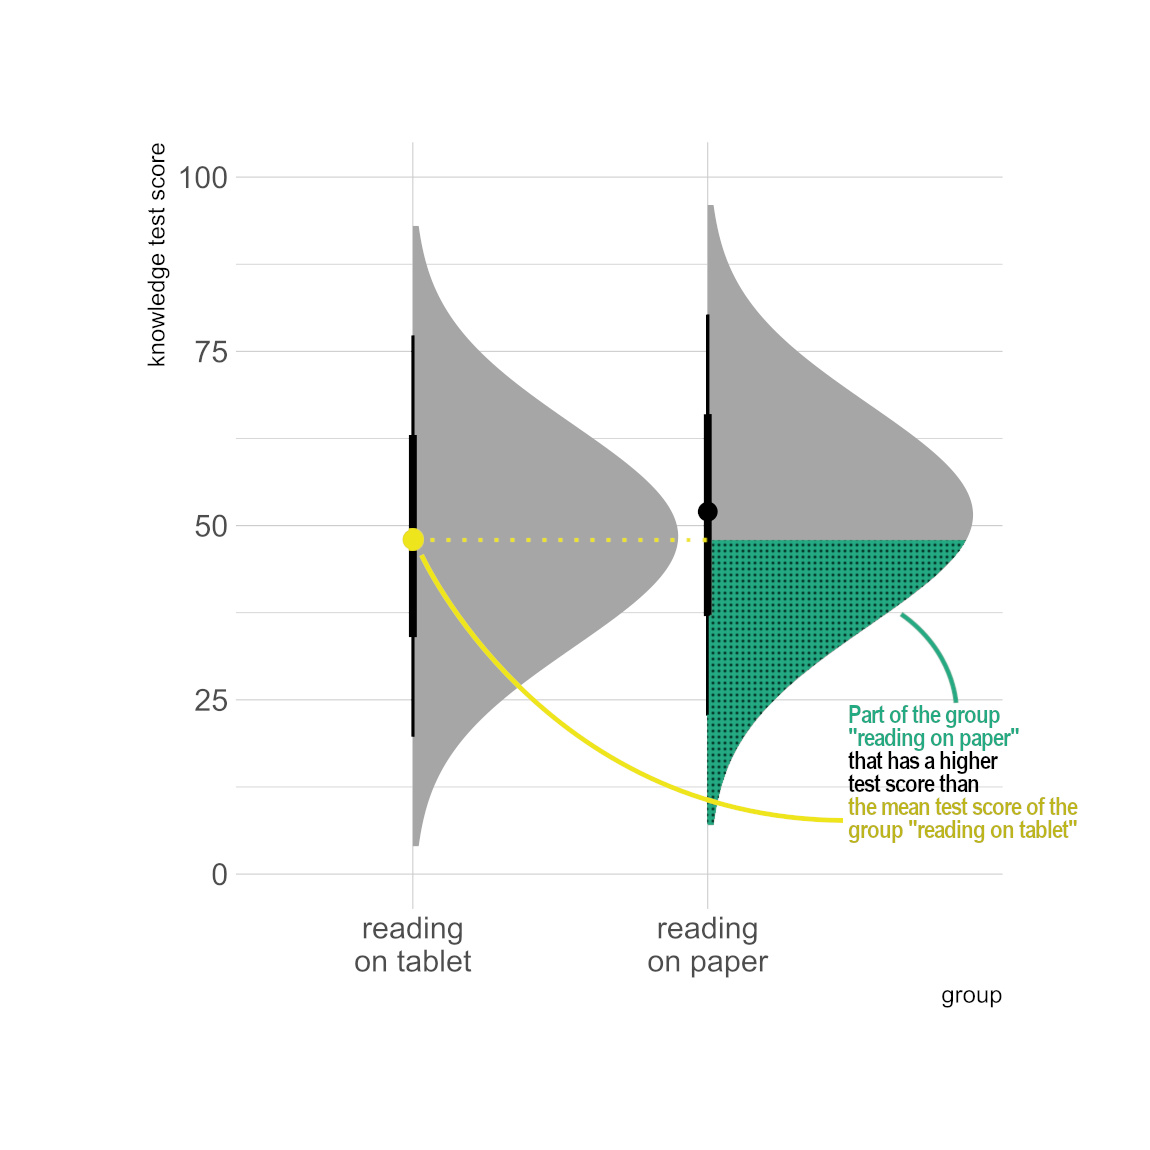 knowledge test score
100
75
50
25
0
Part of the group
"reading on paper"
that has a higher
test score than
the mean test score of the
group "reading on tablet"
reading
on tablet
reading
on paper
group